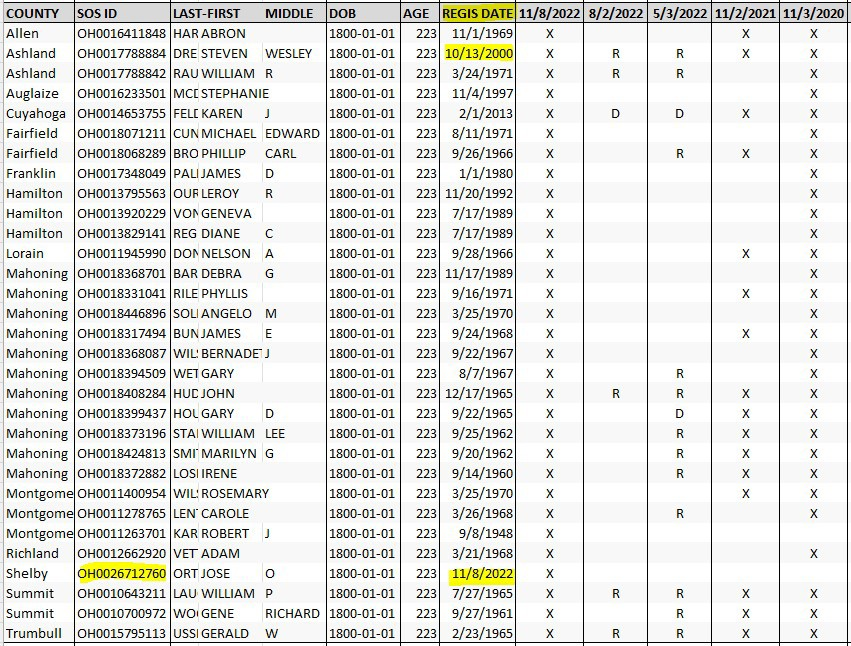 COUNTY SOS ID LAST-FIRST MIDDLE DOB AGE REGIS DATE 11/8/2022 8/2/2022 5/3/2022 11/2/2021 11/3/2020
Allen OH0016411848 HAR ABRON 1800-01-01 223 11/1/1969 X X X
Ashland OH0017788884 DRE STEVEN WESLEY 1800-01-01 223 10/13/2000 X R R X X
Ashland OH0017788842 RAU WILLIAM R 1800-01-01 223 3/24/1971 X R R X
Auglaize OH0016233501 MCD STEPHANIE 1800-01-01 223 11/4/1997 X X
Cuyahoga OH0014653755 FELD KAREN J 1800-01-01 223 2/1/2013 X D D X X
Fairfield OH0018071211 CUN MICHAEL EDWARD 1800-01-01 223 8/11/1971 X X
Fairfield OH0018068289 BRO PHILLIP CARL 1800-01-01 223 9/26/1966 X R X X
Franklin OH0017348049 PAL JAMES D 1800-01-01 223 1/1/1980 X X
Hamilton OH0013795563 OUR LEROY R 1800-01-01 223 11/20/1992 X X
Hamilton OH0013920229 VON GENEVA 1800-01-01 223 7/17/1989 X X
Hamilton OH0013829141 REG DIANE C 1800-01-01 223 7/17/1989 X X
Lorain OH0011945990 DON NELSON A 1800-01-01 223 9/28/1966 X X X
Mahoning OH0018368701 BAR DEBRA G 1800-01-01 223 11/17/1989 X X
Mahoning OH0018331041 RILE PHYLLIS 1800-01-01 223 9/16/1971 X X X
Mahoning OH0018446896 SOL ANGELO M 1800-01-01 223 3/25/1970 X X
Mahoning OH0018317494 BUN JAMES E 1800-01-01 223 9/24/1968 X X X
Mahoning OH0018368087 WIL BERNADET J 1800-01-01 223 9/22/1967 X X
Mahoning OH0018394509 WET GARY 1800-01-01 223 8/7/1967 X R X
Mahoning OH0018408284 HUD JOHN 1800-01-01 223 12/17/1965 X R R X X
Mahoning OH0018399437 HOL GARY D 1800-01-01 223 9/22/1965 X D X X
Mahoning OH0018373196 STA WILLIAM LEE 1800-01-01 223 9/25/1962 X R X X
Mahoning OH0018424813 SMI MARILYN G 1800-01-01 223 9/20/1962 X R X X
Mahoning OH0018372882 LOS IRENE 1800-01-01 223 9/14/1960 X R X X
Montgome OH0011400954 WIL ROSEMARY 1800-01-01 223 3/25/1970 X X X
Montgome OH0011278765 LEN CAROLE 1800-01-01 223 3/26/1968 X R X
Montgome OH0011263701 KAR ROBERT J 1800-01-01 223 9/8/1948 X
Richland OH0012662920 VET ADAM 1800-01-01 223 3/21/1968 X X
Shelby OH0026712760 ORT JOSE O 1800-01-01 223 11/8/2022 X
Summit OH0010643211 LAU WILLIAM P 1800-01-01 223 7/27/1965 X R R X X
Summit OH0010700972 WO GENE RICHARD 1800-01-01 223 9/27/1961 X R X X
Trumbull OH0015795113 USS GERALD W 1800-01-01 223 2/23/1965 X R R X X